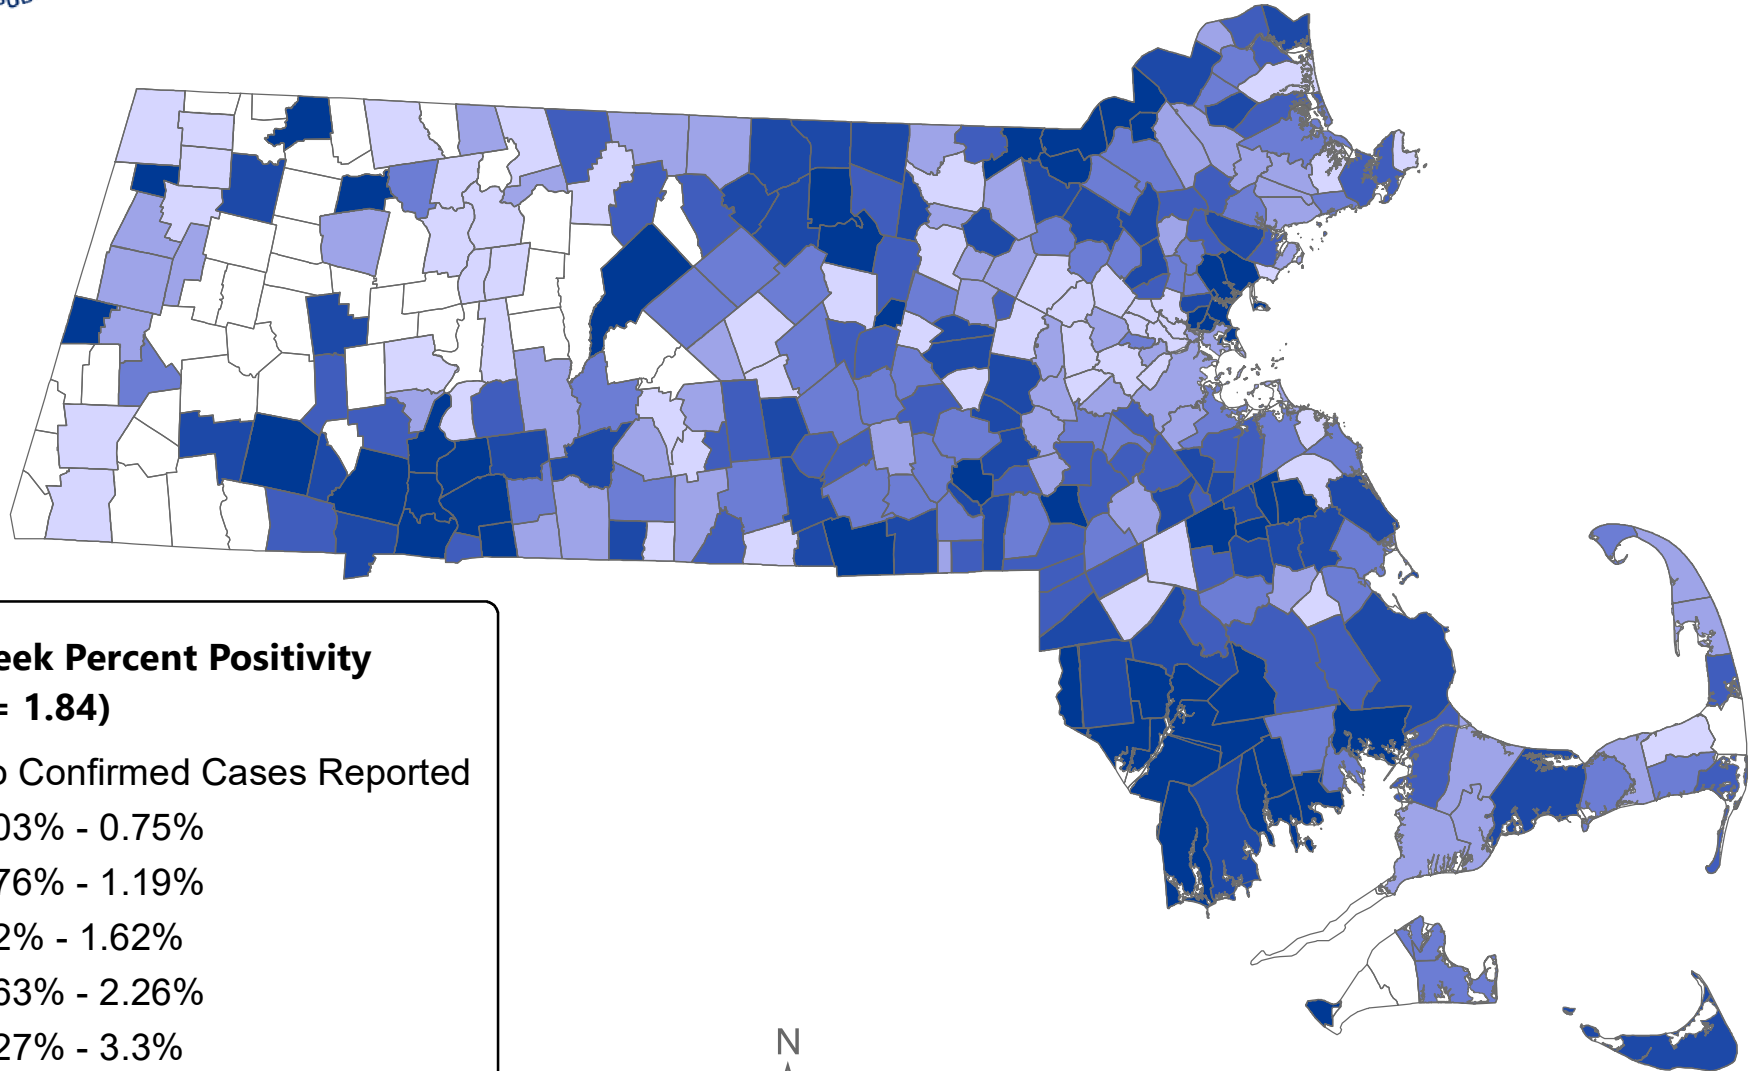 eek Percent Positivity
= 1.84)
o Confirmed Cases Reported
03% - 0.75%
76% - 1.19%
2% - 1.62%
63% - 2.26%
27% - 3.3%
N